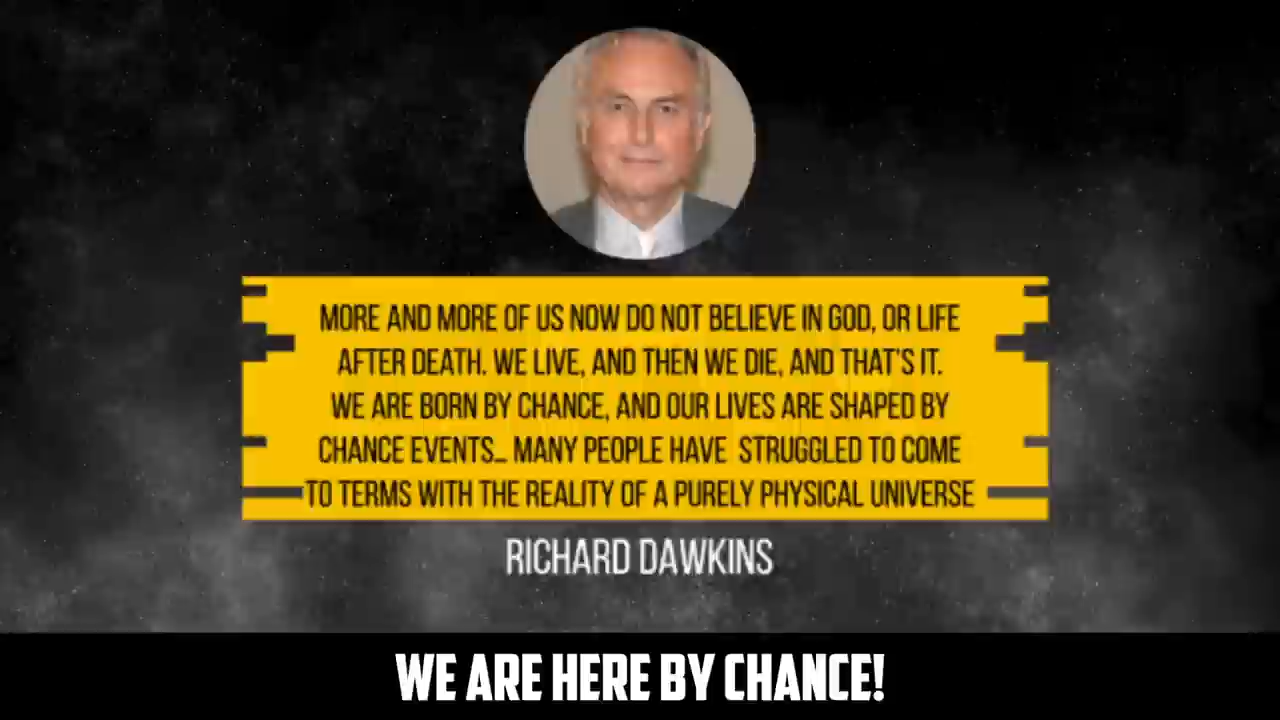 MORE AND MORE OF US NOW DO NOT BELIEVE IN GOD, OR LIFE
AFTER DEATH. WE LIVE, AND THEN WE DIE, AND THAT'S IT.
WE ARE BORN BY CHANCE, AND OUR LIVES ARE SHAPED BY
CHANCE EVENTS... MANY PEOPLE HAVE STRUGGLED TO COME
TO TERMS WITH THE REALITY OF A PURELY PHYSICAL UNIVERSE
RICHARD DAWKINS
WE ARE HERE BY CHANCE!